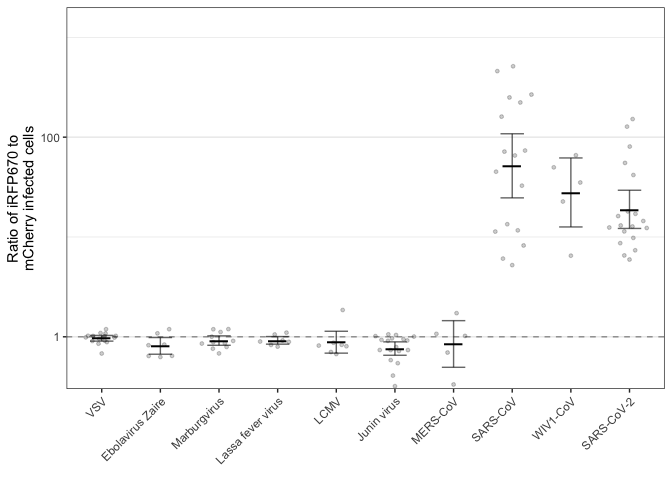 Ratio of iRFP670 to
mCherry infected cells
100
1
VSV
Ebolavirus Zaire
Marburgvirus
Lassa fever virus
LCMV
Junin virus
MERS-CoV
SARS-CoV
WIV1-CoV
SARS-CoV-2